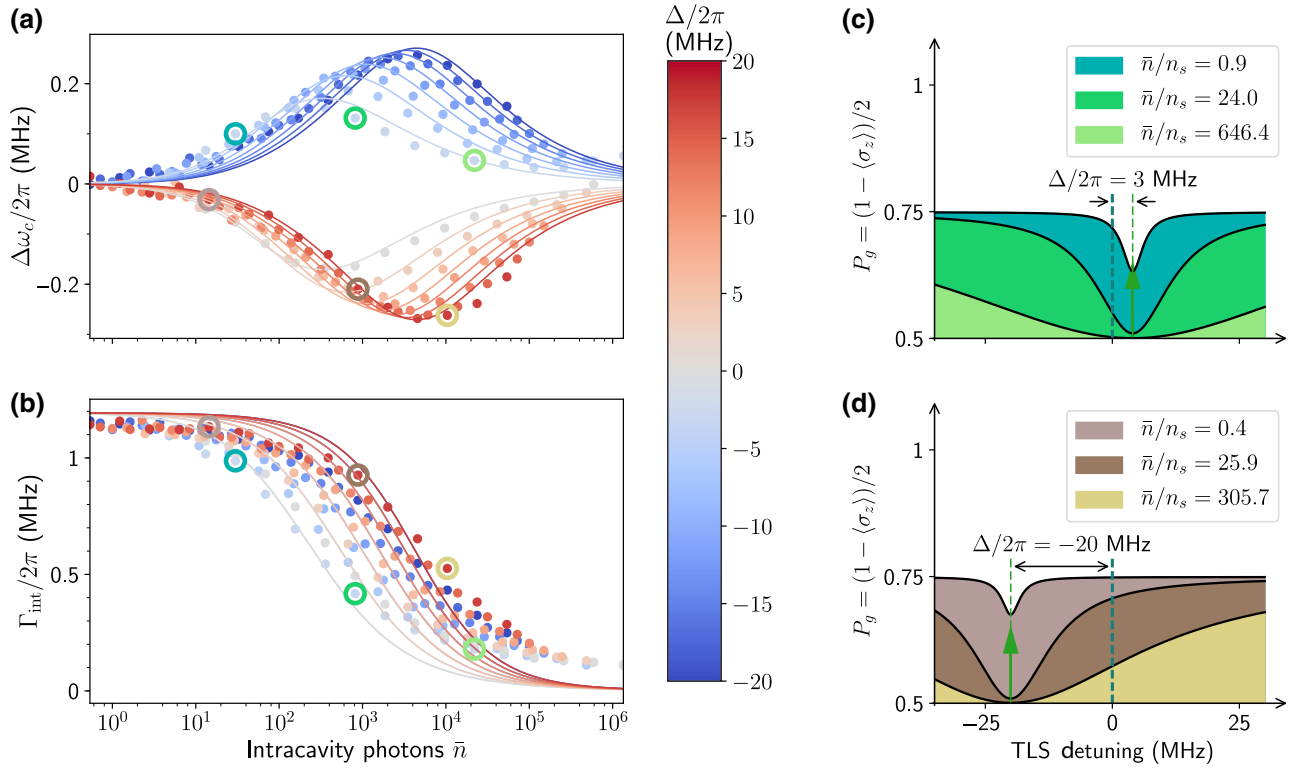 (a)
0.2
0
−0.2
Δω_c/2π (MHz)
(b)
1
0.5
0
Γ_int/2π (MHz)
10^0 10^1 10^2 10^3 10^4 10^5 10^6
Intracavity photons n̄
Δ/2π
(MHz)
20
15
10
5
0
−5
−10
−15
−20
(c)
n̄/n_s = 0.9
n̄/n_s = 24.0
n̄/n_s = 646.4
Δ/2π = 3 MHz
1
0.75
0.5
P_g = (1 − ⟨σ_z⟩)/2
(d)
n̄/n_s = 0.4
n̄/n_s = 25.9
n̄/n_s = 305.7
Δ/2π = −20 MHz
1
0.75
0.5
P_g = (1 − ⟨σ_z⟩)/2
−25 0 25
TLS detuning (MHz)